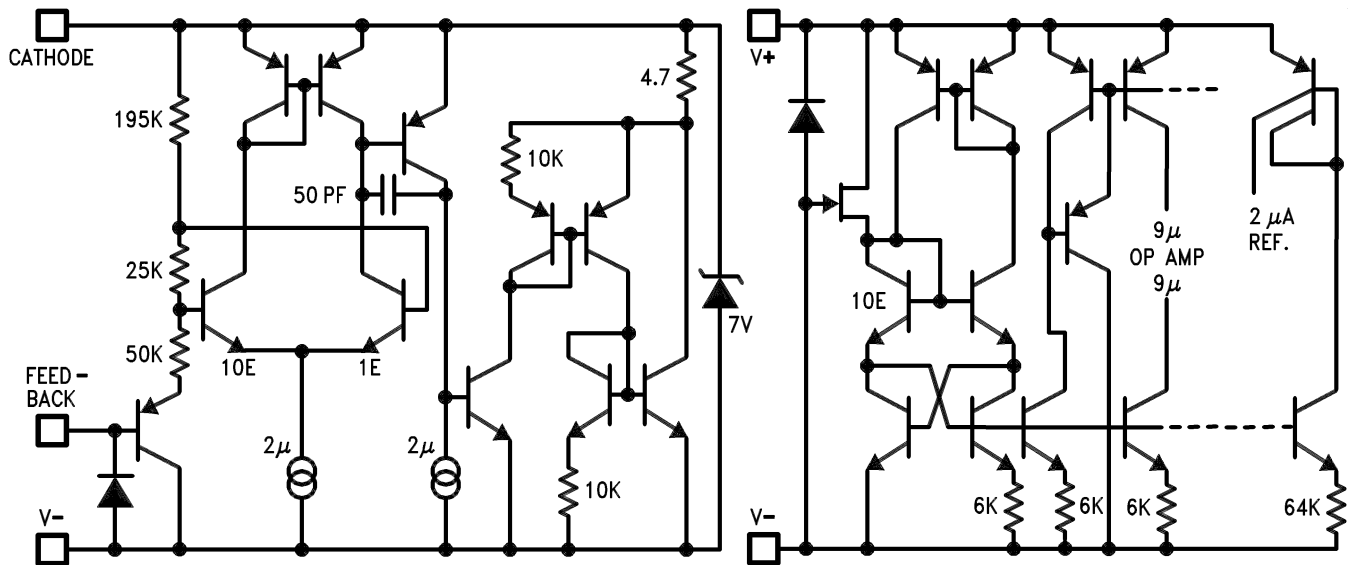 CATHODE
195K
25K
50K
FEED-
BACK
V-
10E
1E
50 PF
2μ
2μ
10K
4.7
10K
7V
V+
10E
V-
6K
6K
6K
9μ
OP AMP
9μ
2 μA
REF.
64K